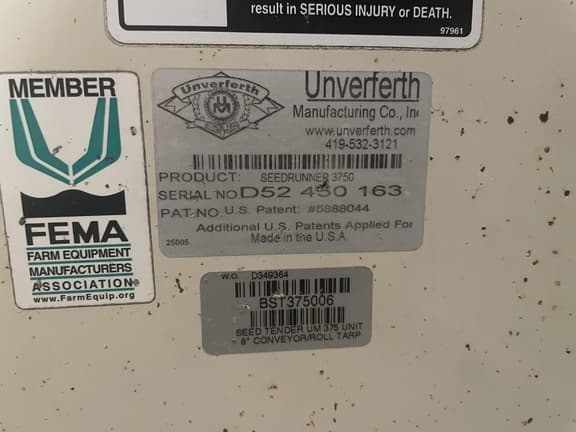 result in SERIOUS INJURY or DEATH.
97961
MEMBER
FEMA
FARM EQUIPMENT
MANUFACTURERS
ASSOCIATION
www.FarmEquip.org
Unverferth
Unverferth
Manufacturing Co., Inc
www.unverferth.com
419-532-3121
PRODUCT: SEEDRUNNER 3750
SERIAL NO D52 450 163
PAT.NO U.S. Patent: #5888044
Additional U.S. Patents Applied For
25005 Made in the U.S.A.
W.O. D349364
BST375006
SEED TENDER UM 375 UNIT
- 8" CONVEYOR/ROLL TARP